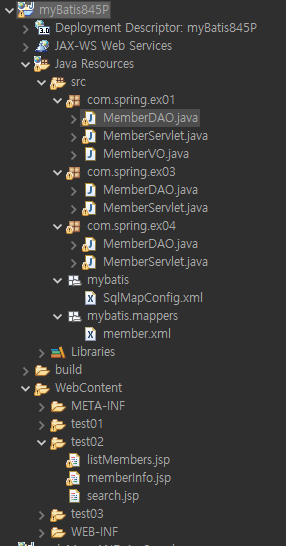 myBatis845P
Deployment Descriptor: myBatis845P
JAX-WS Web Services
Java Resources
src
com.spring.ex01
MemberDAO.java
MemberServlet.java
MemberVO.java
com.spring.ex03
MemberDAO.java
MemberServlet.java
com.spring.ex04
MemberDAO.java
MemberServlet.java
mybatis
SqlMapConfig.xml
mybatis.mappers
member.xml
Libraries
build
WebContent
META-INF
test01
test02
listMembers.jsp
memberInfo.jsp
search.jsp
test03
WEB-INF